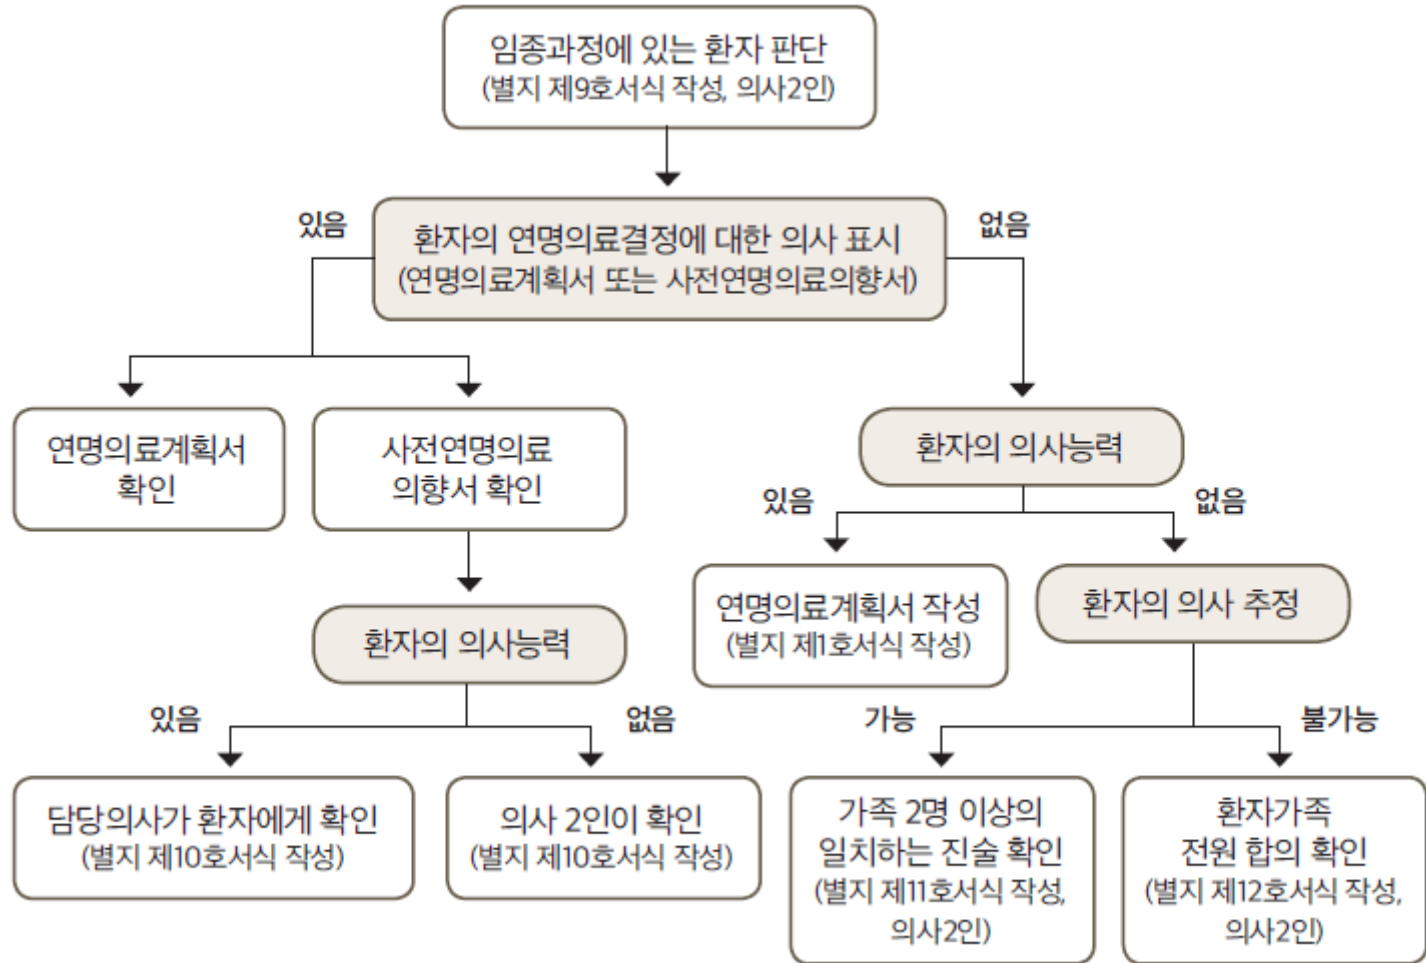 임종과정에 있는 환자 판단
(별지 제9호서식 작성, 의사2인)
있음
환자의 연명의료결정에 대한 의사 표시
(연명의료계획서 또는 사전연명의료의향서)
없음
연명의료계획서
확인
사전연명의료
의향서 확인
환자의 의사능력
있음
없음
연명의료계획서 작성
(별지 제1호서식 작성)
환자의 의사 추정
환자의 의사능력
있음
없음
가능
불가능
담당의사가 환자에게 확인
(별지 제10호서식 작성)
의사 2인이 확인
(별지 제10호서식 작성)
가족 2명 이상의
일치하는 진술 확인
(별지 제11호서식 작성,
의사2인)
환자가족
전원 합의 확인
(별지 제12호서식 작성,
의사2인)